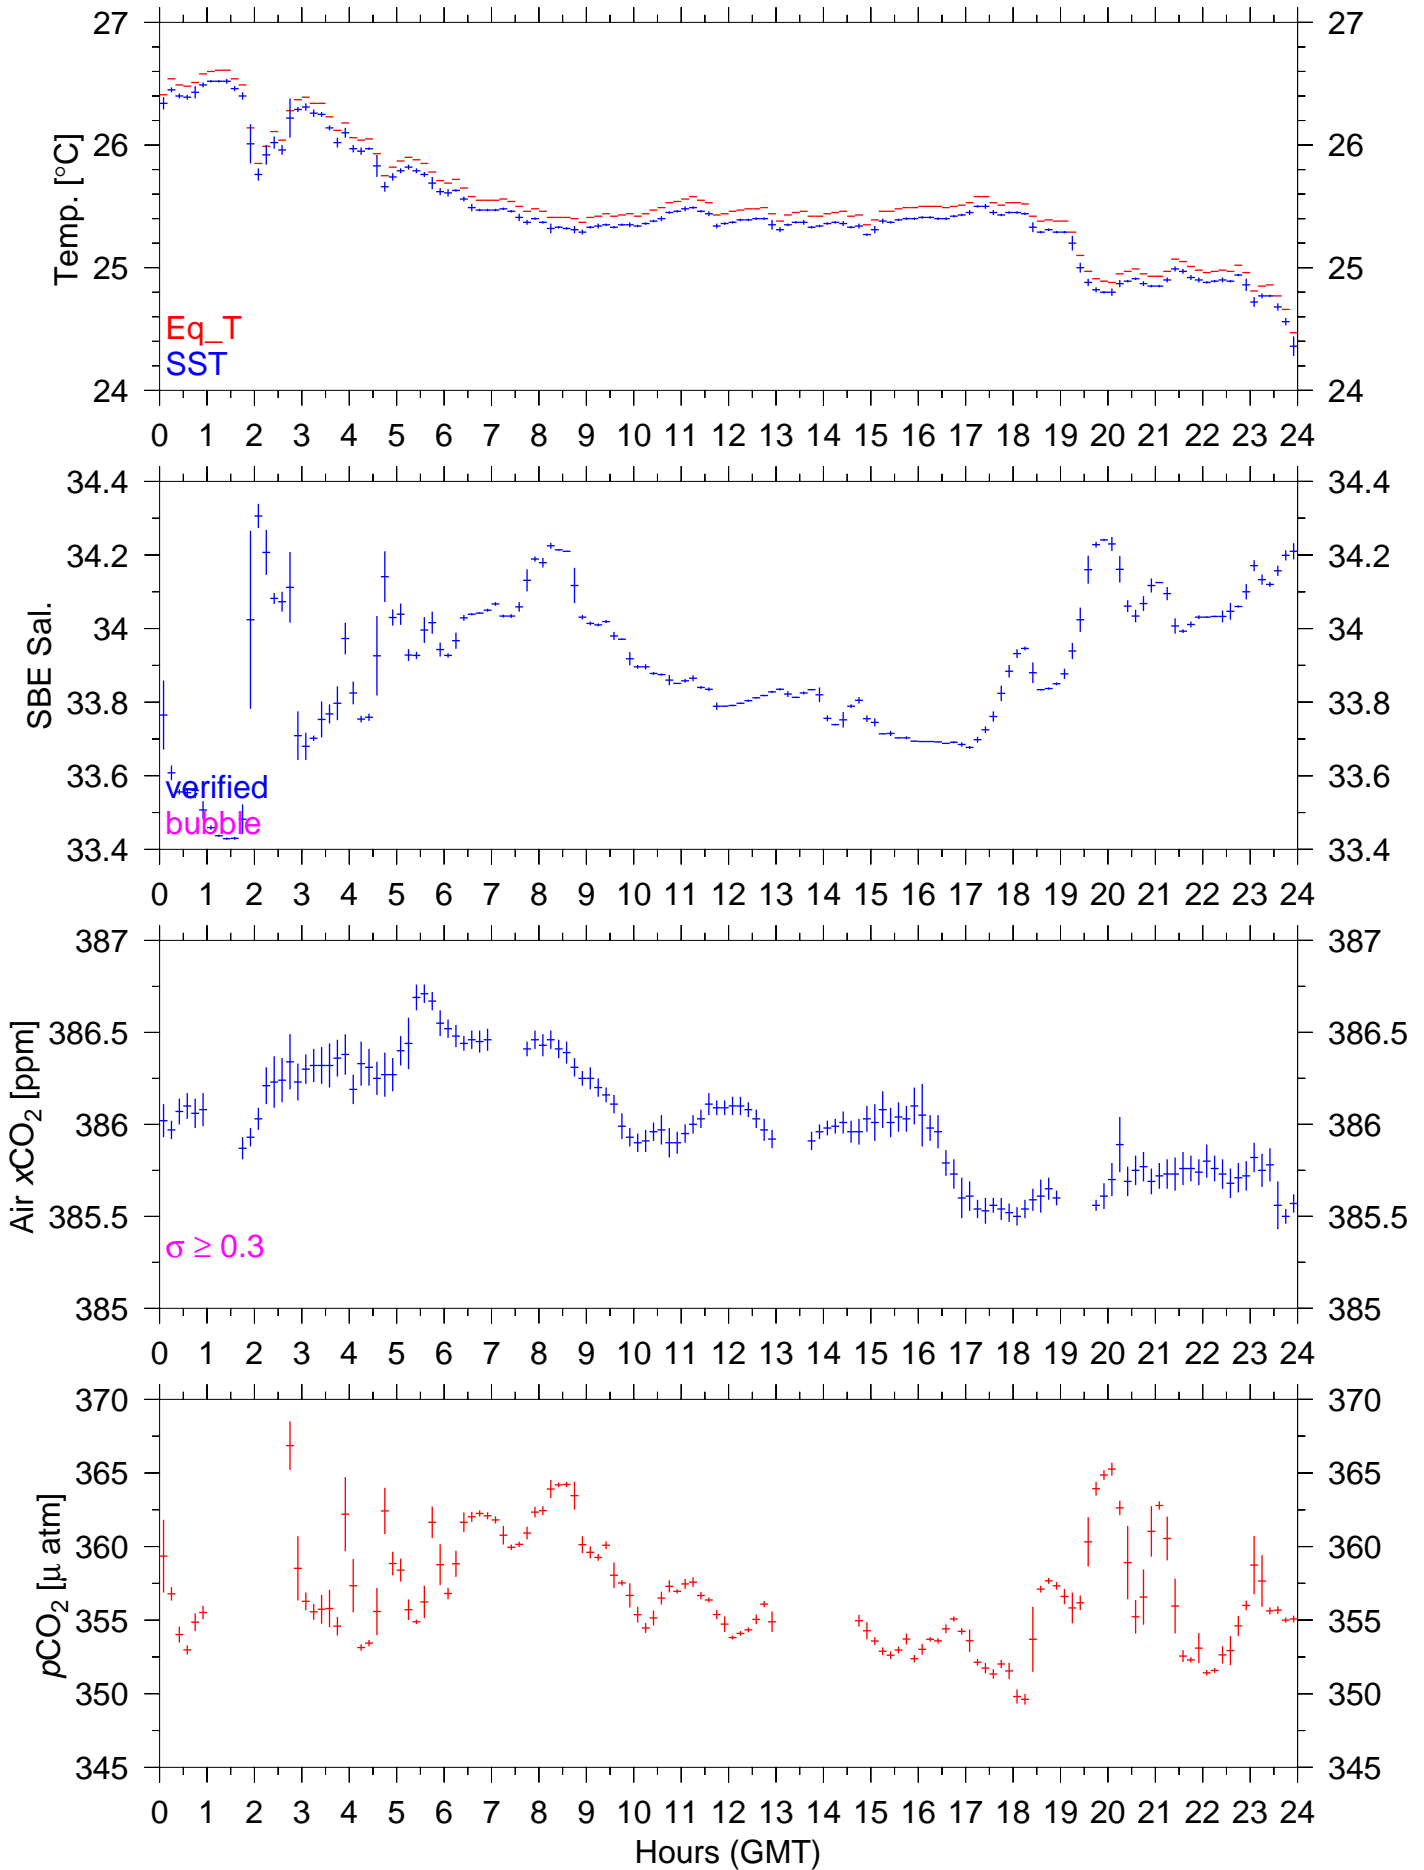 27 27
26 26
25 25
24 24
Temp. [°C]
Eq_T
SST
0 1 2 3 4 5 6 7 8 9 10 11 12 13 14 15 16 17 18 19 20 21 22 23 24
34.4 34.4
34.2 34.2
34 34
33.8 33.8
33.6 33.6
33.4 33.4
SBE Sal.
verified
bubble
0 1 2 3 4 5 6 7 8 9 10 11 12 13 14 15 16 17 18 19 20 21 22 23 24
387 387
386.5 386.5
386 386
385.5 385.5
385 385
Air xCO₂ [ppm]
σ ≥ 0.3
0 1 2 3 4 5 6 7 8 9 10 11 12 13 14 15 16 17 18 19 20 21 22 23 24
370 370
365 365
360 360
355 355
350 350
345 345
pCO₂ [μ atm]
0 1 2 3 4 5 6 7 8 9 10 11 12 13 14 15 16 17 18 19 20 21 22 23 24
Hours (GMT)